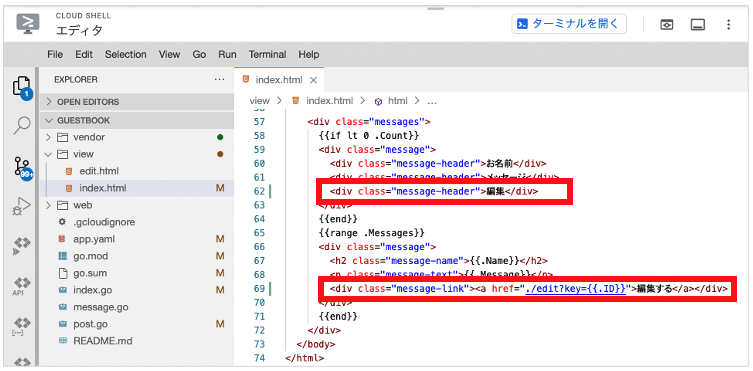 CLOUD SHELL
エディタ
ターミナルを開く
File Edit Selection View Go Run Terminal Help
EXPLORER
index.html
OPEN EDITORS
GUESTBOOK
vendor
view
edit.html
index.html M
web
.gcloudignore
app.yaml M
go.mod M
go.sum M
index.go M
message.go
post.go M
README.md
1
99+
API
view > index.html > html > ...
57 <div class="messages">
58 {{if lt 0 .Count}}
59 <div class="message">
60 <div class="message-header">お名前</div>
61 <div class="message-header">メッセージ</div>
62 <div class="message-header">編集</div>
63 </div>
64 {{end}}
65 {{range .Messages}}
66 <div class="message">
67 <h2 class="message-name">{{.Name}}</h2>
68 <p class="message-text">{{.Message}}</p>
69 <div class="message-link"><a href="./edit?key={{.ID}}">編集する</a></div>
70 </div>
71 {{end}}
72 </div>
73 </body>
74 </html>